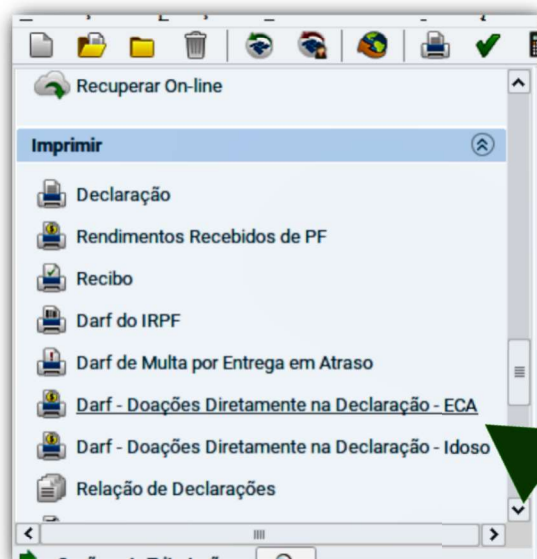 Recuperar On-line
Imprimir
Declaração
Rendimentos Recebidos de PF
Recibo
Darf do IRPF
Darf de Multa por Entrega em Atraso
Darf - Doações Diretamente na Declaração - ECA
Darf - Doações Diretamente na Declaração - Idoso
Relação de Declarações